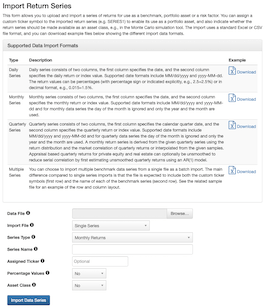 Import Return Series
This form allows you to upload and import a series of returns for use as a benchmark, portfolio asset or a risk factor. You can assign a
custom ticker symbol to the imported return series (e.g. SERIES1) to enable its use as a portfolio asset, and also indicate whether the
return series should be made available as an asset class, e.g., in the Monte Carlo simulation tool. The import uses a standard Excel or CSV
file format, and you can download example files below showing the different import data formats.
Supported Data Import Formats
Type Description Example
Daily Series Daily series consists of two columns, the first column specifies the date, and the second column
specifies the daily return or index value. Supported date formats include MM/dd/yyyy and yyyy-MM-dd.
The return values can be percentages (with percentage sign or indicated explicitly, e.g.,
decimal format, e.g.,
Download
Monthly Series Monthly series consists of two columns, the first column specifies the date, and the second column
specifies the monthly return or index value. Supported date formats include MM/dd/yyyy and yyyy-MM-
dd and for monthly data series the day of the month is ignored and only the year and the month are
used.
Download
Quarterly Series Quarterly series consists of two columns, the first column specifies the calendar quarter date, and the
second column specifies the quarterly return or index value. Supported date formats include
MM/dd/yyyy and yyyy-MM-dd and for quarterly data series the day of the month is ignored and only the year
and the month are used. A monthly return series is derived from the given quarterly series using the
return distribution and the market correlation of quarterly returns or interpolated from the given samples.
Appraisal based quarterly returns for private equity and real estate can optionally be unsmoothed to
reduce serial correlation by first estimating unsmoothed quarterly returns using an AR(1) model.
Download
Multiple Series You can choose to import multiple benchmark data series from a single file as a batch import. The main
difference compared to single series imports is that the file is expected to include both the custom ticker
symbols (first row) and the name of each of the benchmark series (second row). See the related sample
file for an example of the row and column layout.
Download
Data File Browse...
Import File Single Series
Series Type Monthly Returns
Series Name
Assigned Ticker Optional
Percentage Values No
Asset Class No
Import Data Series